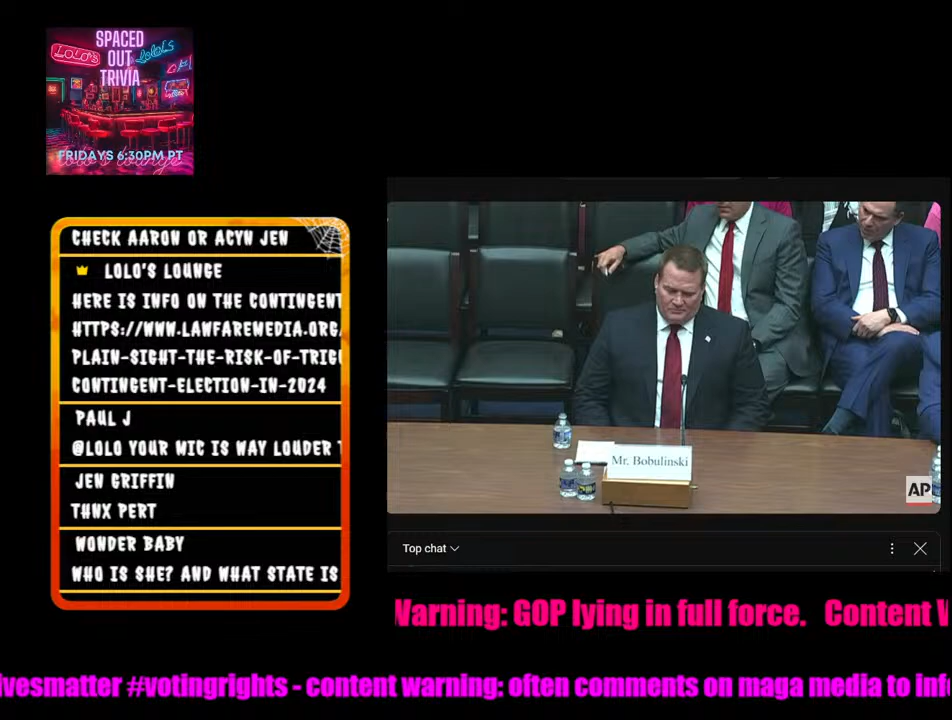 SPACED
OUT
TRIVIA
LOLO'S
lolo's
FRIDAYS 6:30PM PT
lolo's lounge
CHECK AARON OR ACYN JEN
LOLO'S LOUNGE
HERE IS INFO ON THE CONTINGENT
HTTPS://WWW.LAWFAREMEDIA.ORG/
PLAIN-SIGHT-THE-RISK-OF-TRIG
CONTINGENT-ELECTION-IN-2024
PAUL J
@LOLO YOUR MIC IS WAY LOUDER T
JEN GRIFFIN
THNX PERT
WONDER BABY
WHO IS SHE? AND WHAT STATE IS
Mr. Bobulinski
AP
Top chat
Warning: GOP lying in full force. Content W
ivesmatter #votingrights - content warning: often comments on maga media to info